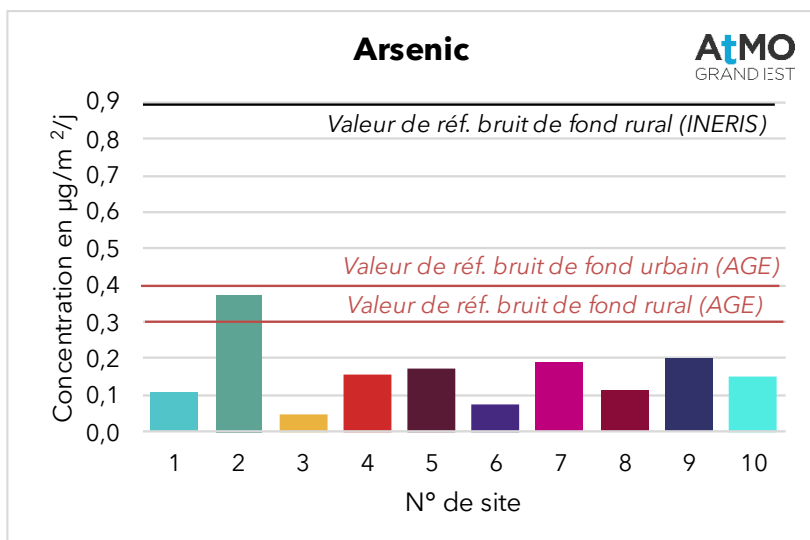 Arsenic
AtMO
GRAND EST
Concentration en µg/m ²/j
0,9
0,8
0,7
0,6
0,5
0,4
0,3
0,2
0,1
0,0
Valeur de réf. bruit de fond rural (INERIS)
Valeur de réf. bruit de fond urbain (AGE)
Valeur de réf. bruit de fond rural (AGE)
1 2 3 4 5 6 7 8 9 10
N° de site